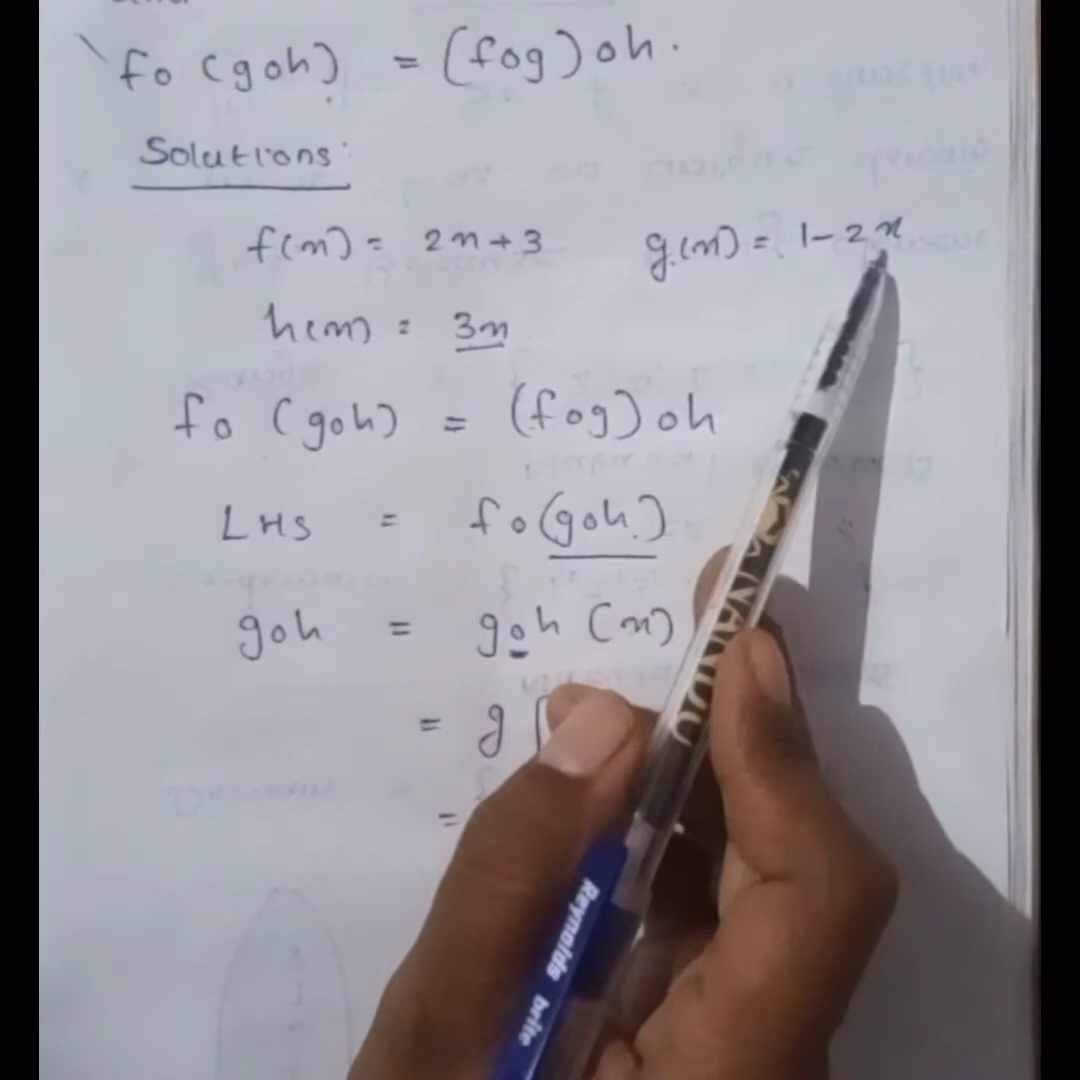 fo (goh) = (fog) oh.
Solutions:
f(x) = 2x+3 g(x) = 1-2x
h(x) = 3x
fo (goh) = (fog) oh
LHS = fo(goh)
goh = goh (x)
= g [
=
Reynolds brite